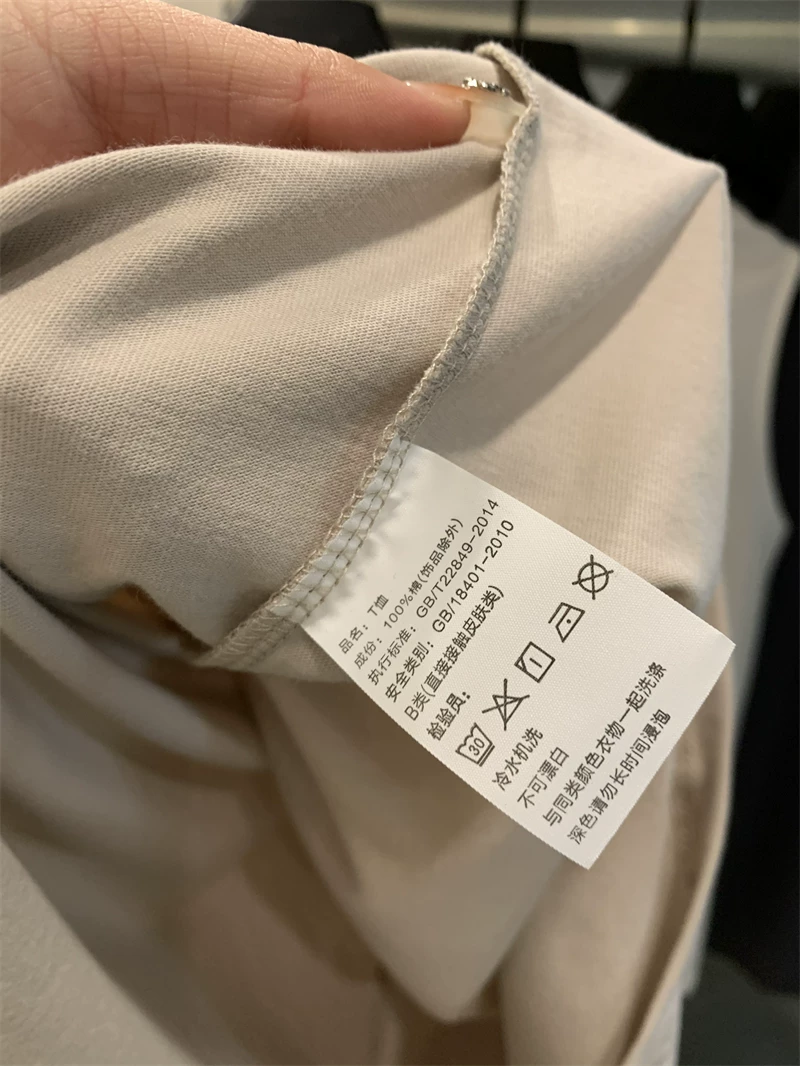 品名：T恤
成份：100%棉(饰品除外)
执行标准：GB/T22849-2014
安全类别：GB/18401-2010
B类(直接接触皮肤类)
检验员：
30
冷水机洗
不可漂白
与同类颜色衣物一起洗涤
深色请勿长时间浸泡